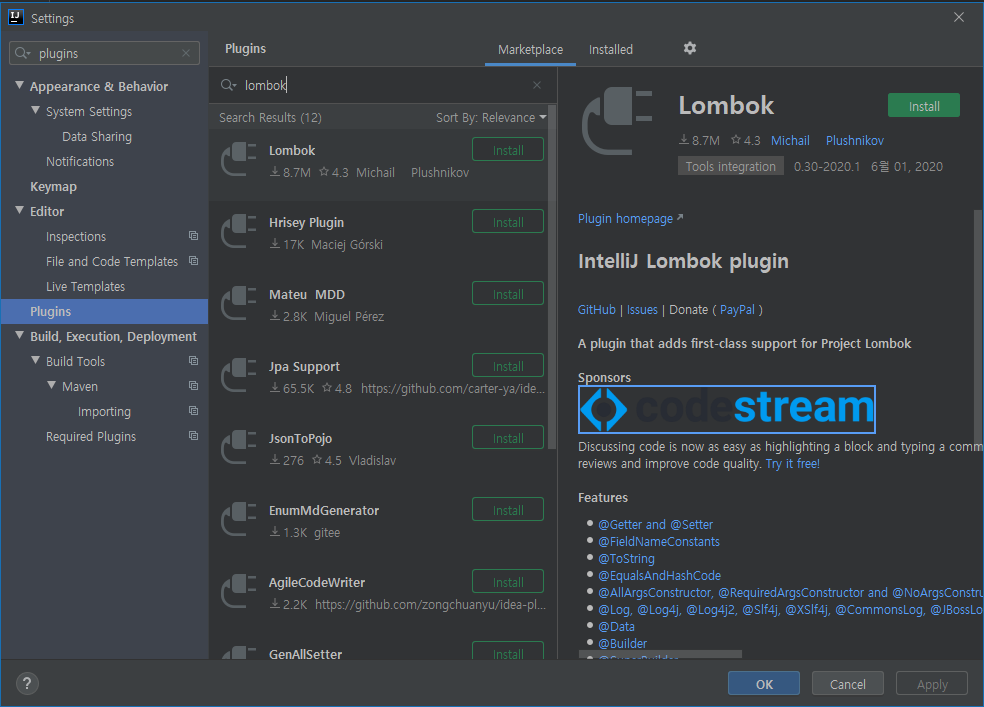 IJ Settings
plugins
Appearance & Behavior
System Settings
Data Sharing
Notifications
Keymap
Editor
Inspections
File and Code Templates
Live Templates
Plugins
Build, Execution, Deployment
Build Tools
Maven
Importing
Required Plugins
Plugins
Marketplace Installed
lombok
Search Results (12) Sort By: Relevance
Lombok Install
8.7M 4.3 Michail Plushnikov
Hrisey Plugin Install
17K Maciej Górski
Mateu MDD Install
2.8K Miguel Pérez
Jpa Support Install
65.5K 4.8 https://github.com/carter-ya/ide...
JsonToPojo Install
276 4.5 Vladislav
EnumMdGenerator Install
1.3K gitee
AgileCodeWriter Install
2.2K https://github.com/zongchuanyu/idea-pl...
GenAllSetter Install
Lombok Install
8.7M 4.3 Michail Plushnikov
Tools integration 0.30-2020.1 6월 01, 2020
Plugin homepage
IntelliJ Lombok plugin
GitHub | Issues | Donate ( PayPal )
A plugin that adds first-class support for Project Lombok
Sponsors
codestream
Discussing code is now as easy as highlighting a block and typing a comm
reviews and improve code quality. Try it free!
Features
@Getter and @Setter
@FieldNameConstants
@ToString
@EqualsAndHashCode
@AllArgsConstructor, @RequiredArgsConstructor and @NoArgsConstru
@Log, @Log4j, @Log4j2, @Slf4j, @XSlf4j, @CommonsLog, @JBossLo
@Data
@Builder
? OK Cancel Apply